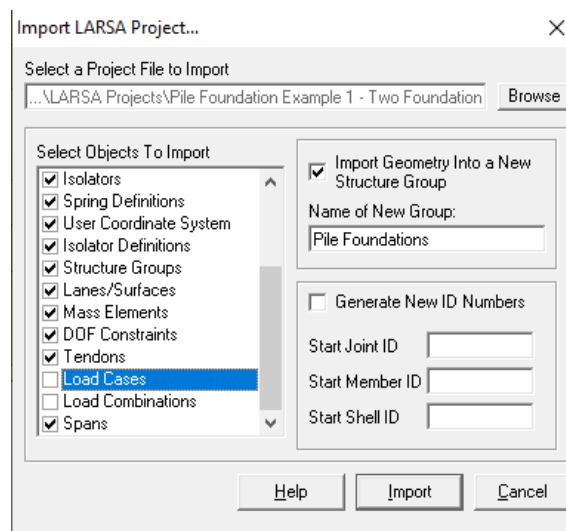 Import LARSA Project...
Select a Project File to Import
...\LARSA Projects\Pile Foundation Example 1 - Two Foundation
Browse
Select Objects To Import
Isolators
Spring Definitions
User Coordinate System
Isolator Definitions
Structure Groups
Lanes/Surfaces
Mass Elements
DOF Constraints
Tendons
Load Cases
Load Combinations
Spans
Import Geometry Into a New
Structure Group
Name of New Group:
Pile Foundations
Generate New ID Numbers
Start Joint ID
Start Member ID
Start Shell ID
Help
Import
Cancel